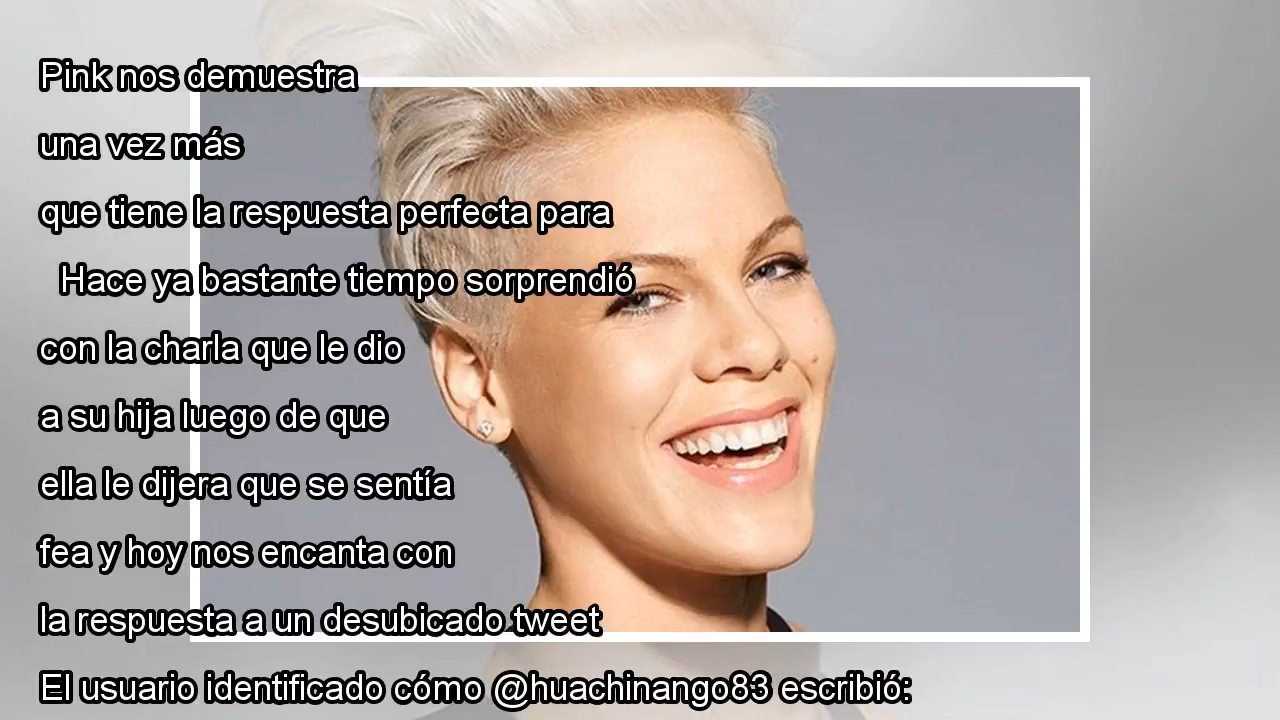 Pink nos demuestra
una vez más
que tiene la respuesta perfecta para
Hace ya bastante tiempo sorprendió
con la charla que le dio
a su hija luego de que
ella le dijera que se sentía
fea y hoy nos encanta con
la respuesta a un desubicado tweet
El usuario identificado cómo @huachinango83 escribió: